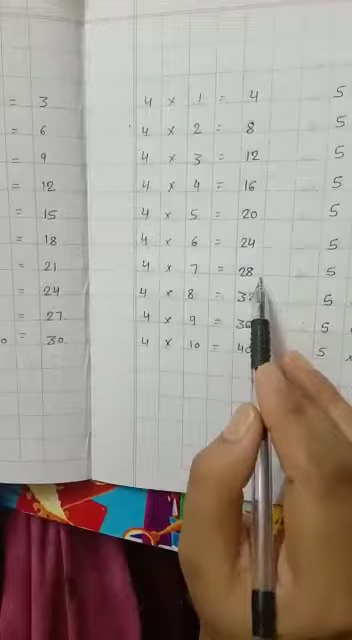 = 3
= 6
= 9
= 12
= 15
= 18
= 21
= 24
= 27
0 = 30
4 × 1 = 4
4 × 2 = 8
4 × 3 = 12
4 × 4 = 16
4 × 5 = 20
4 × 6 = 24
4 × 7 = 28
4 × 8 = 32
4 × 9 = 36
4 × 10 = 40
5
5
5
5
5
5
5
5
5
5 ×